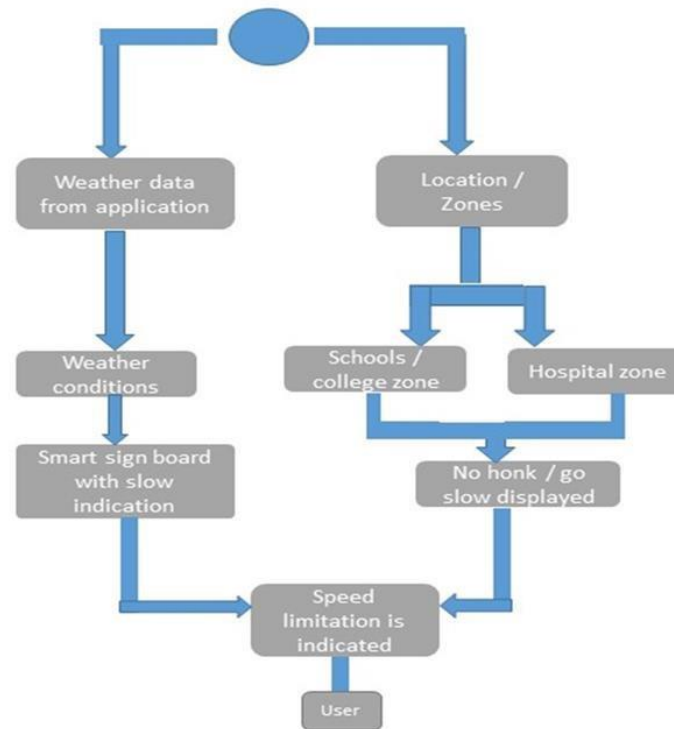 Weather data
from application
Location /
Zones
Weather
conditions
Schools /
college zone
Hospital zone
Smart sign board
with slow
indication
No honk / go
slow displayed
Speed
limitation is
indicated
User